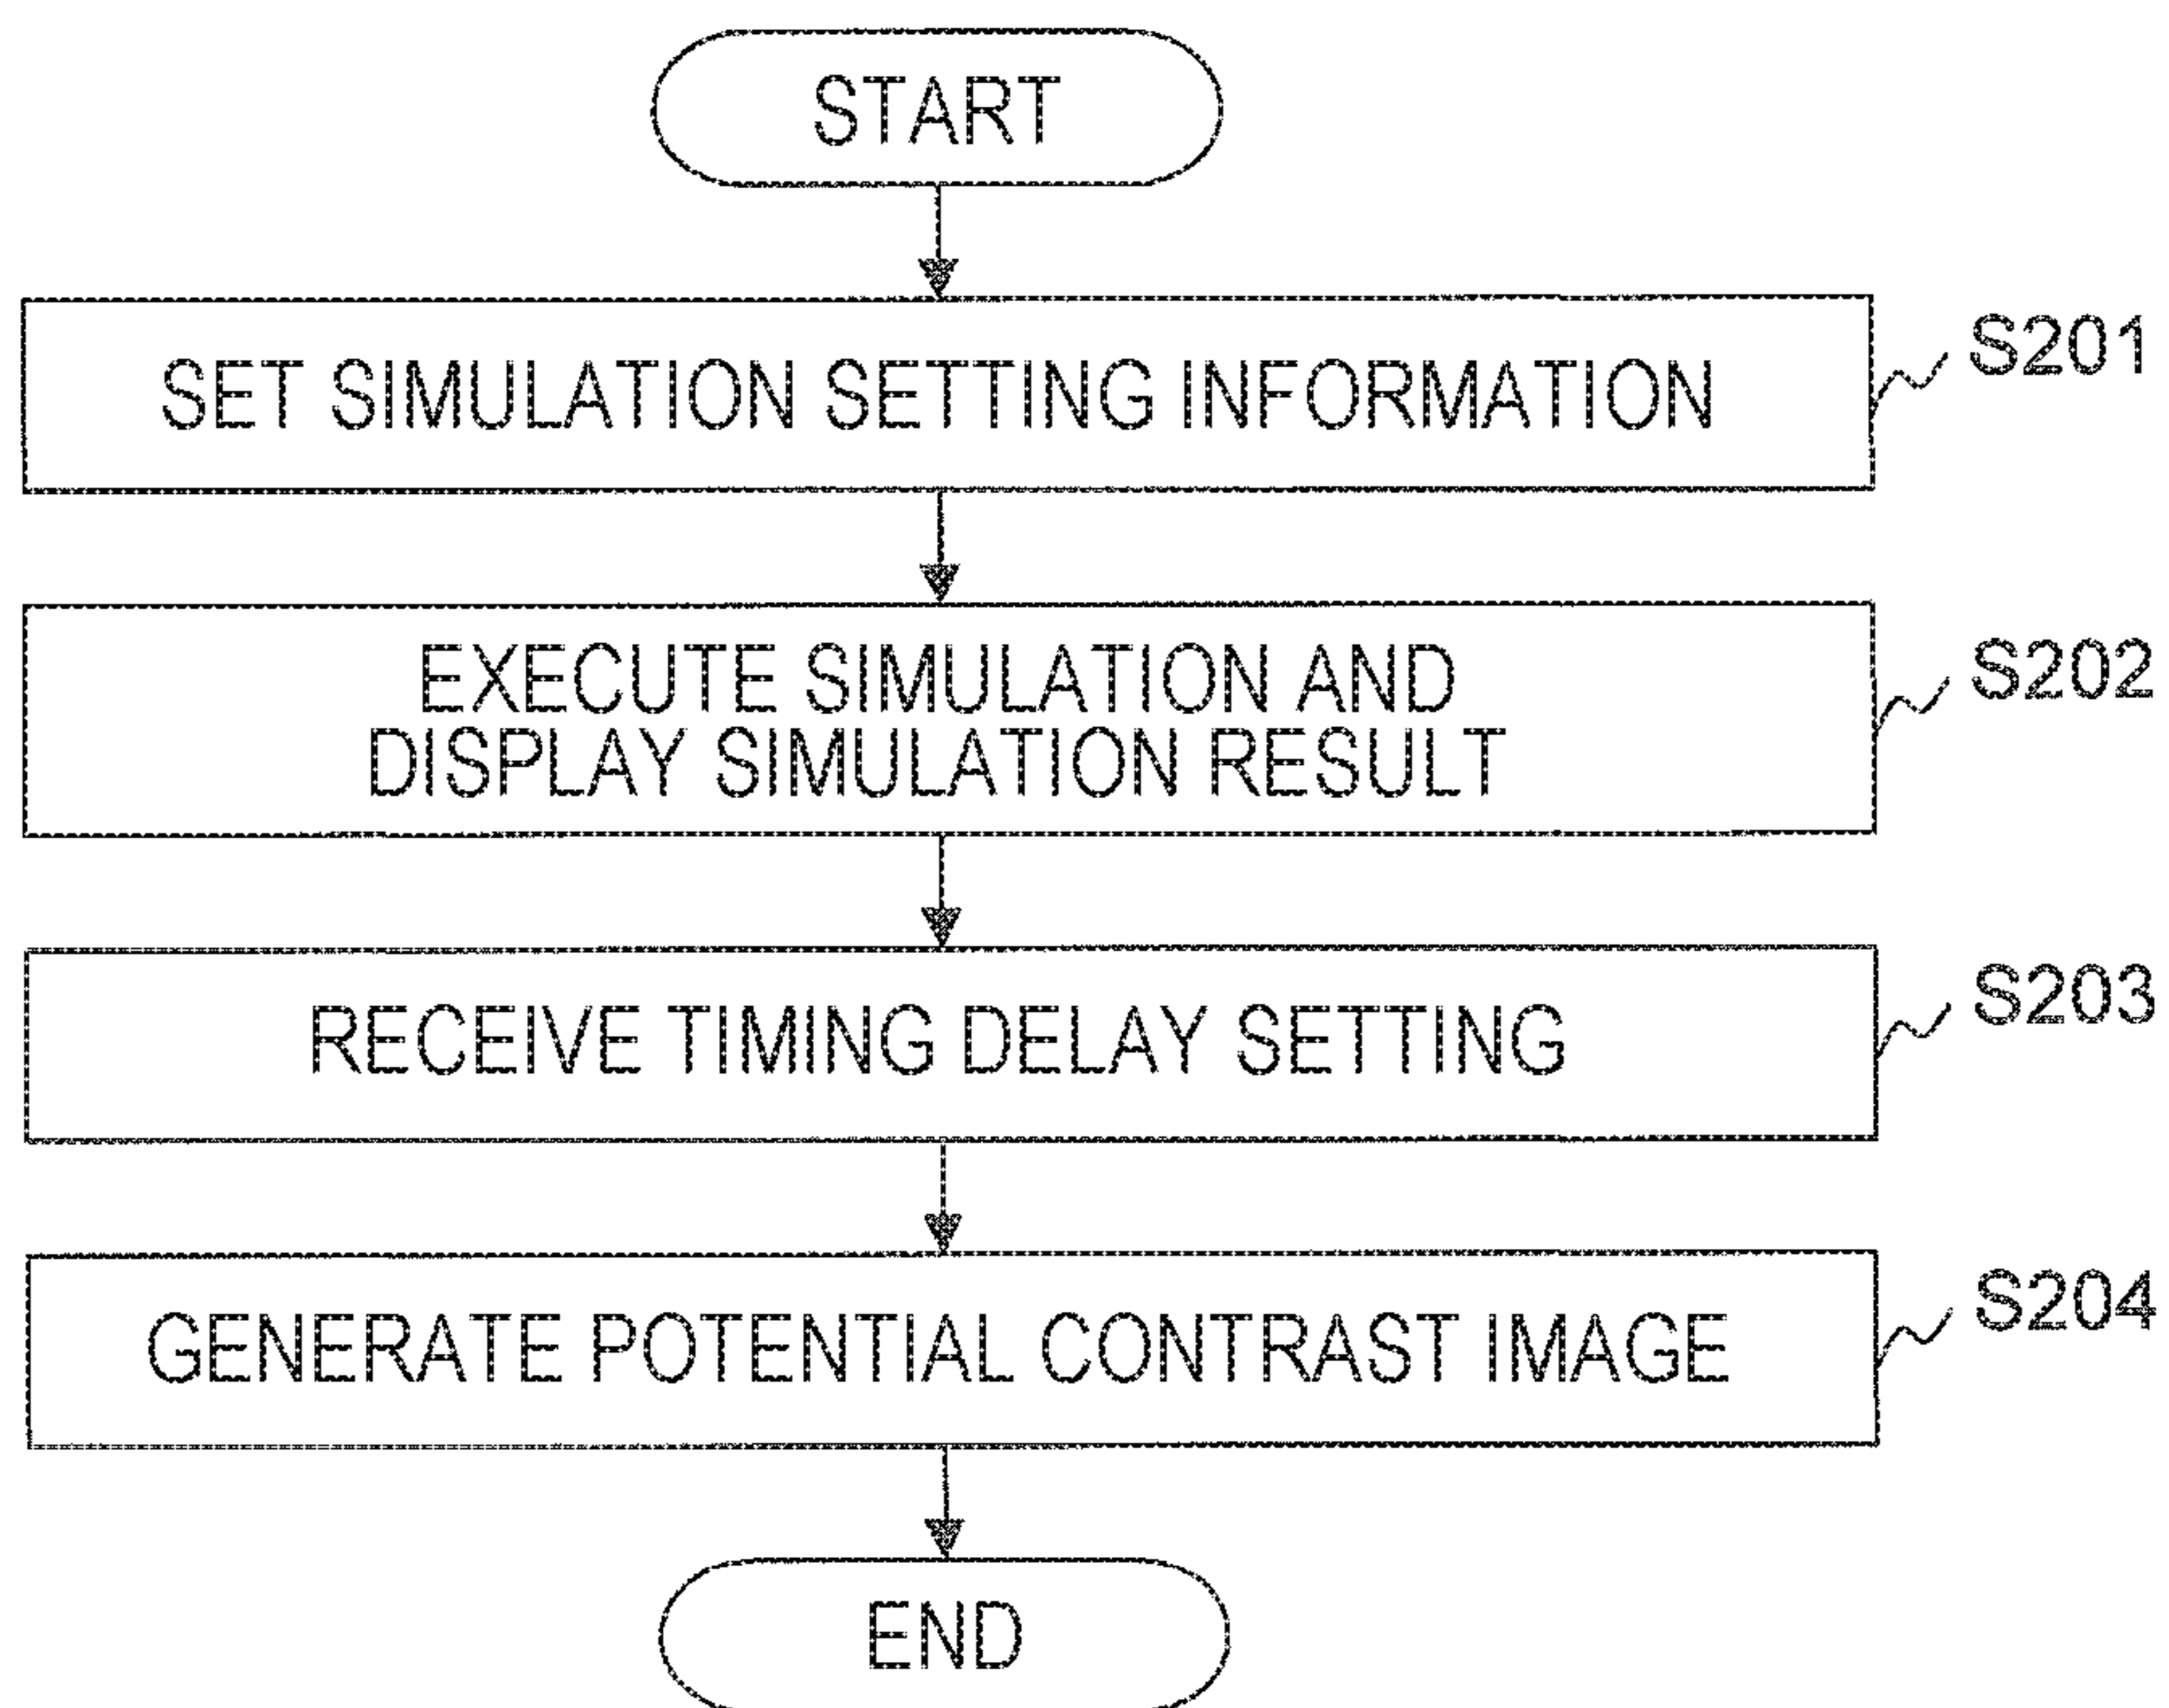 START
SET SIMULATION SETTING INFORMATION
S201
EXECUTE SIMULATION AND
DISPLAY SIMULATION RESULT
S202
RECEIVE TIMING DELAY SETTING
S203
GENERATE POTENTIAL CONTRAST IMAGE
S204
END